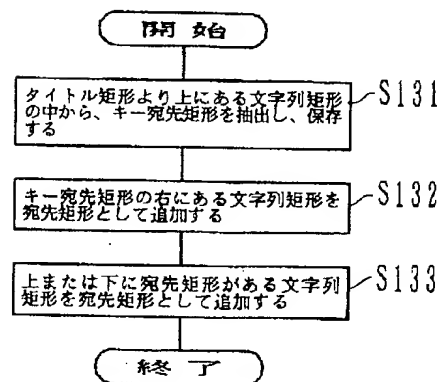 開始
タイトル矩形より上にある文字列矩形
の中から、キー宛先矩形を抽出し、保存
する
S131
キー宛先矩形の右にある文字列矩形を
宛先矩形として追加する
S132
上または下に宛先矩形がある文字列
矩形を宛先矩形として追加する
S133
終了